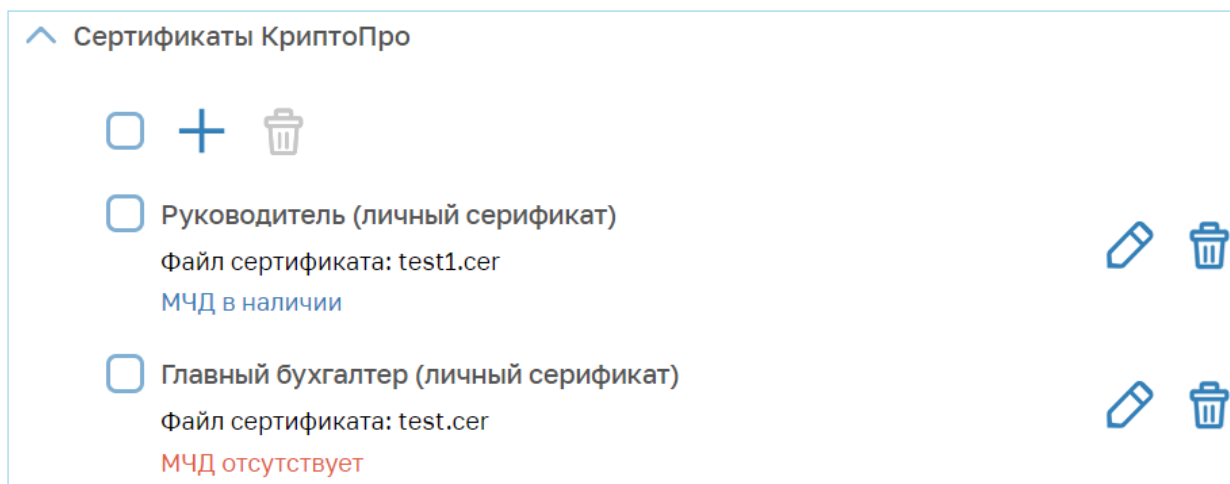 Сертификаты КриптоПро
Руководитель (личный серификат)
Файл сертификата: test1.cer
МЧД в наличии
Главный бухгалтер (личный серификат)
Файл сертификата: test.cer
МЧД отсутствует